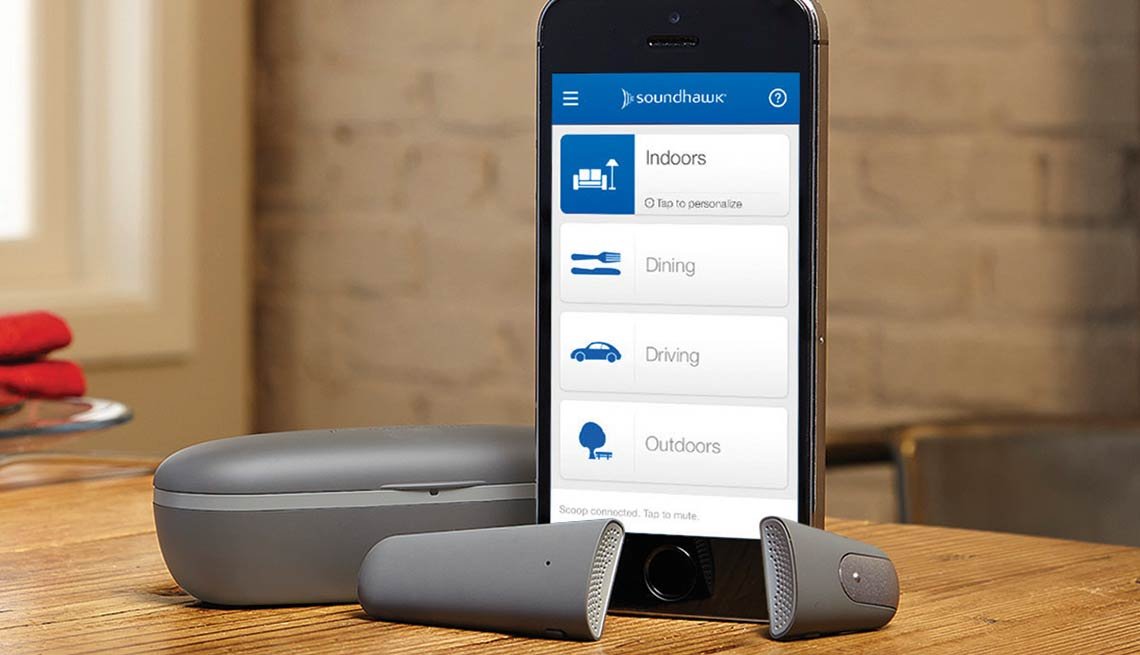 soundhawk
?
Indoors
Tap to personalize
Dining
Driving
Outdoors
Scoop connected. Tap to mute.